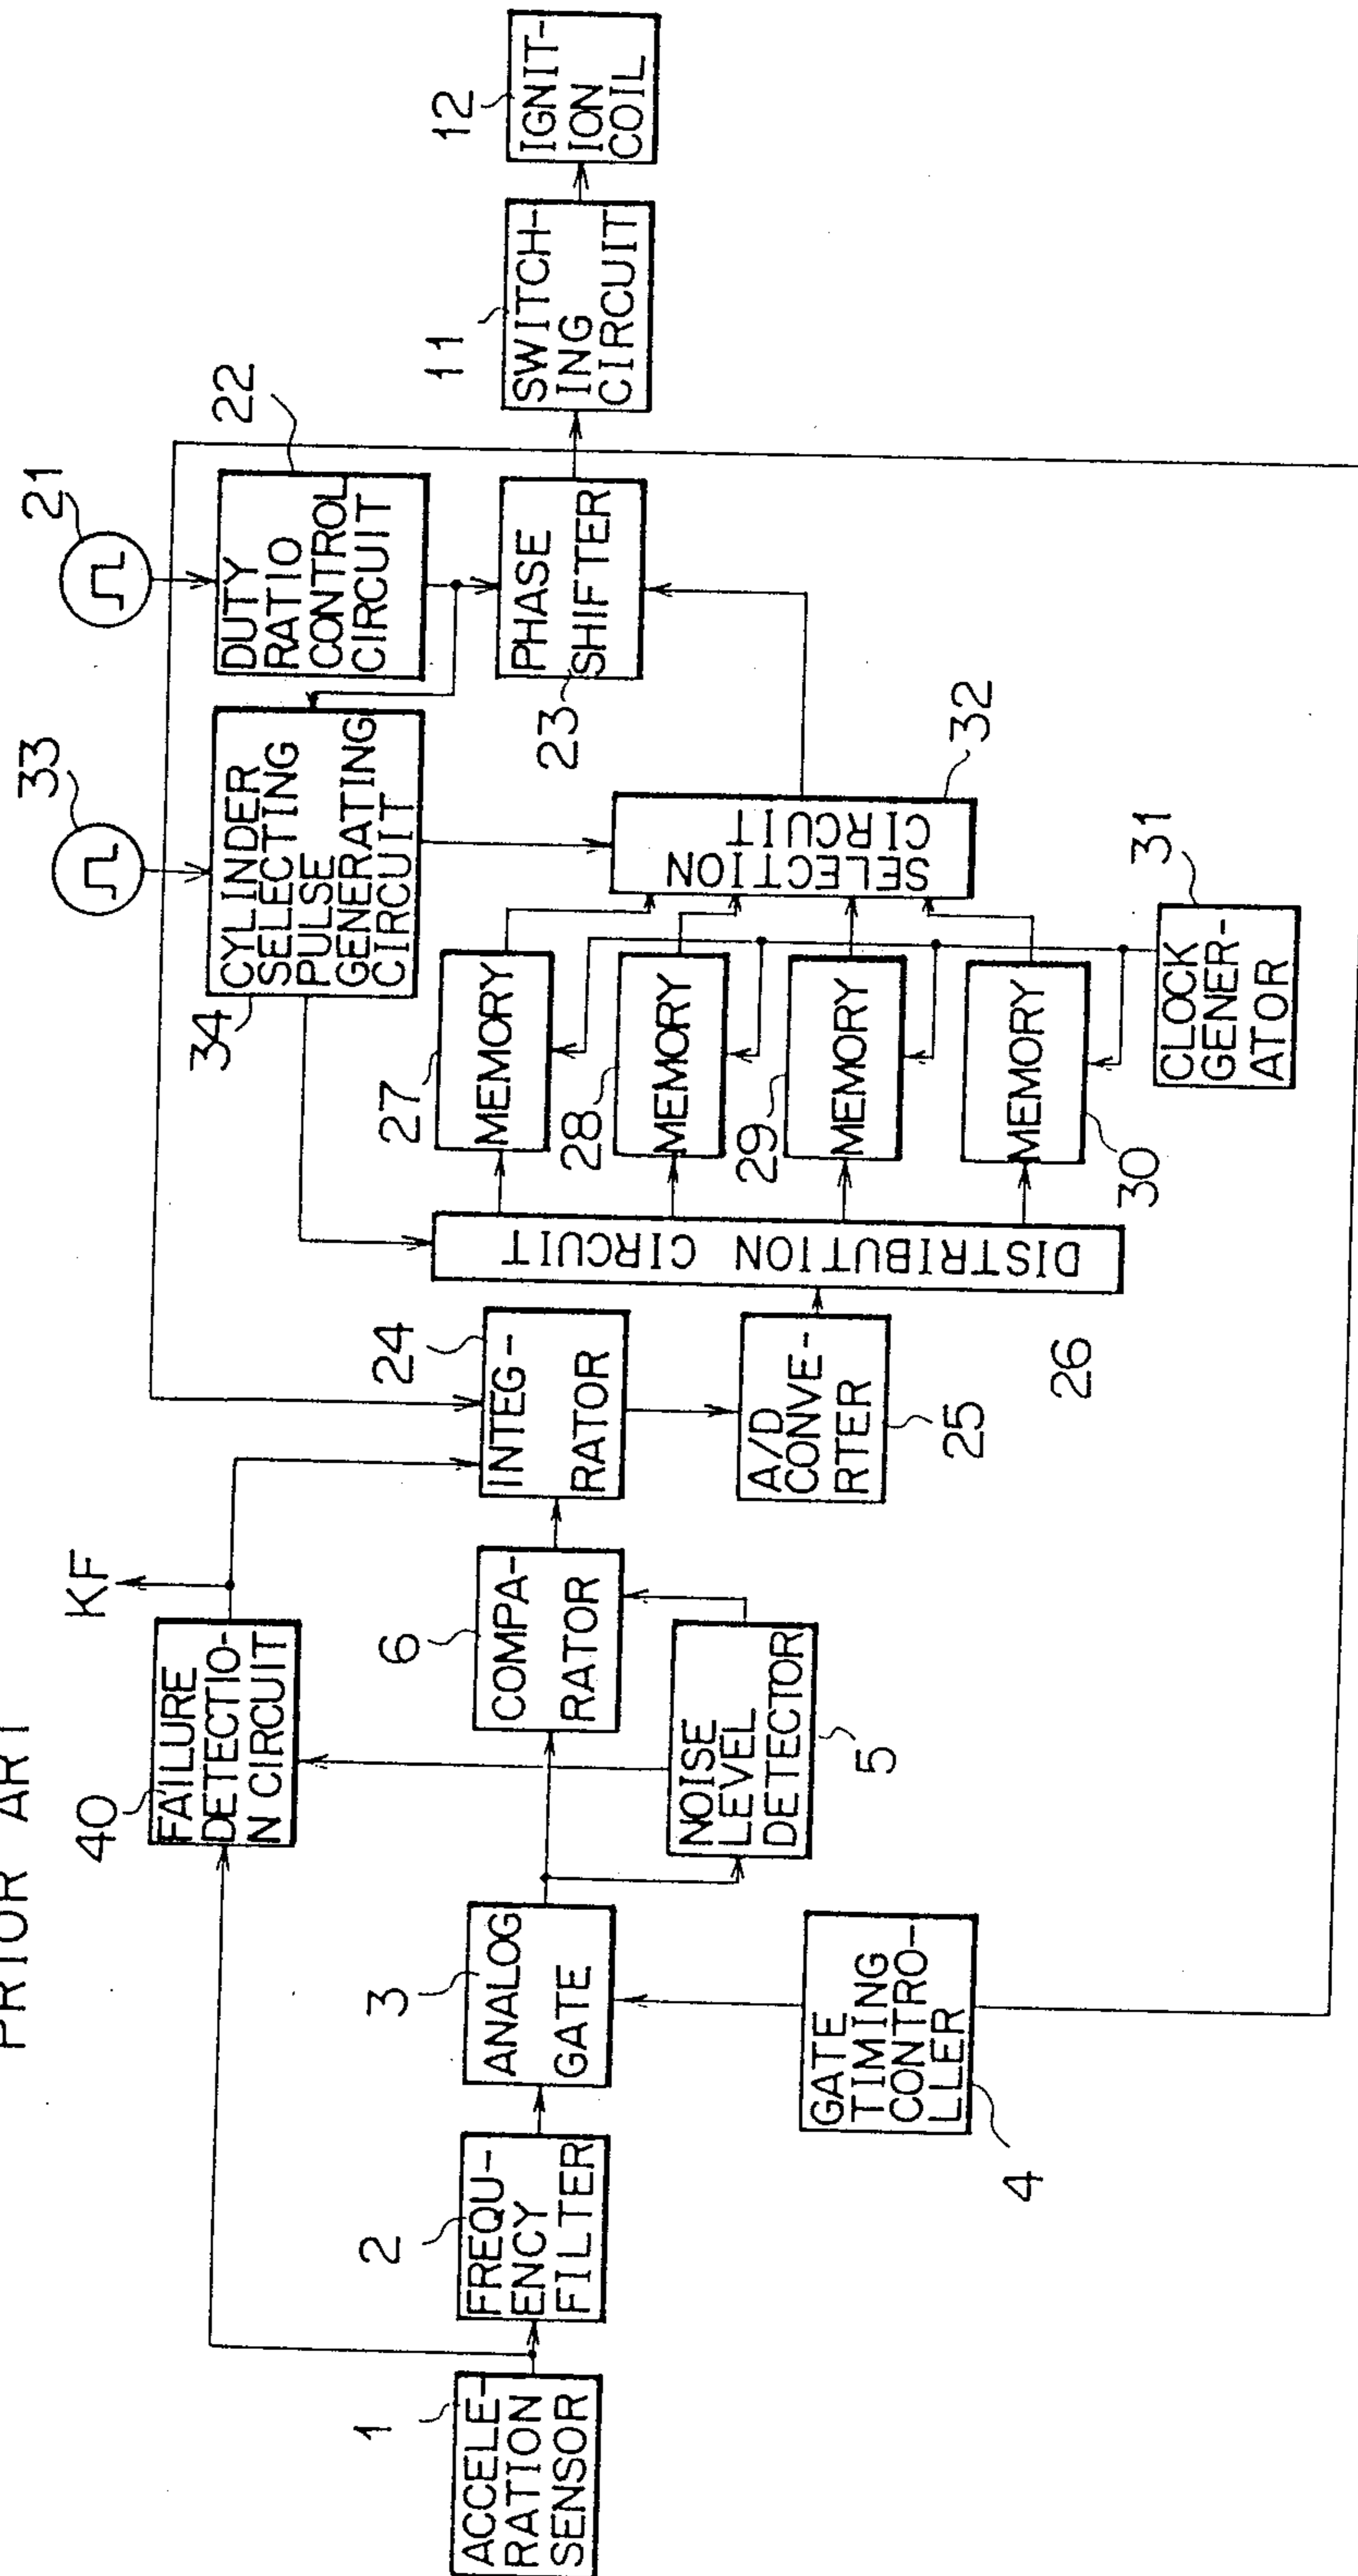 PRIOR ART
1
ACCELE-
RATION
SENSOR
2
FREQU-
ENCY
FILTER
3
ANALOG
GATE
GATE
TIMING
CONTRO-
LLER
4
40
FAILURE
DETECTIO-
N CIRCUIT
KF
6
COMPA-
RATOR
NOISE
LEVEL
DETECTOR
5
24
INTEG-
RATOR
A/D
CONVE-
RTER
25
DISTRIBUTION CIRCUIT
26
27
MEMORY
28
MEMORY
29
MEMORY
MEMORY
30
CLOCK
GENER-
ATOR
31
SELECTION
CIRCUIT
32
33
34
CYLINDER
SELECTING
PULSE
GENERATING
CIRCUIT
21
22
DUTY
RATIO
CONTROL
CIRCUIT
PHASE
SHIFTER
23
11
SWITCH-
ING
CIRCUIT
12
IGNIT-
ION
COIL